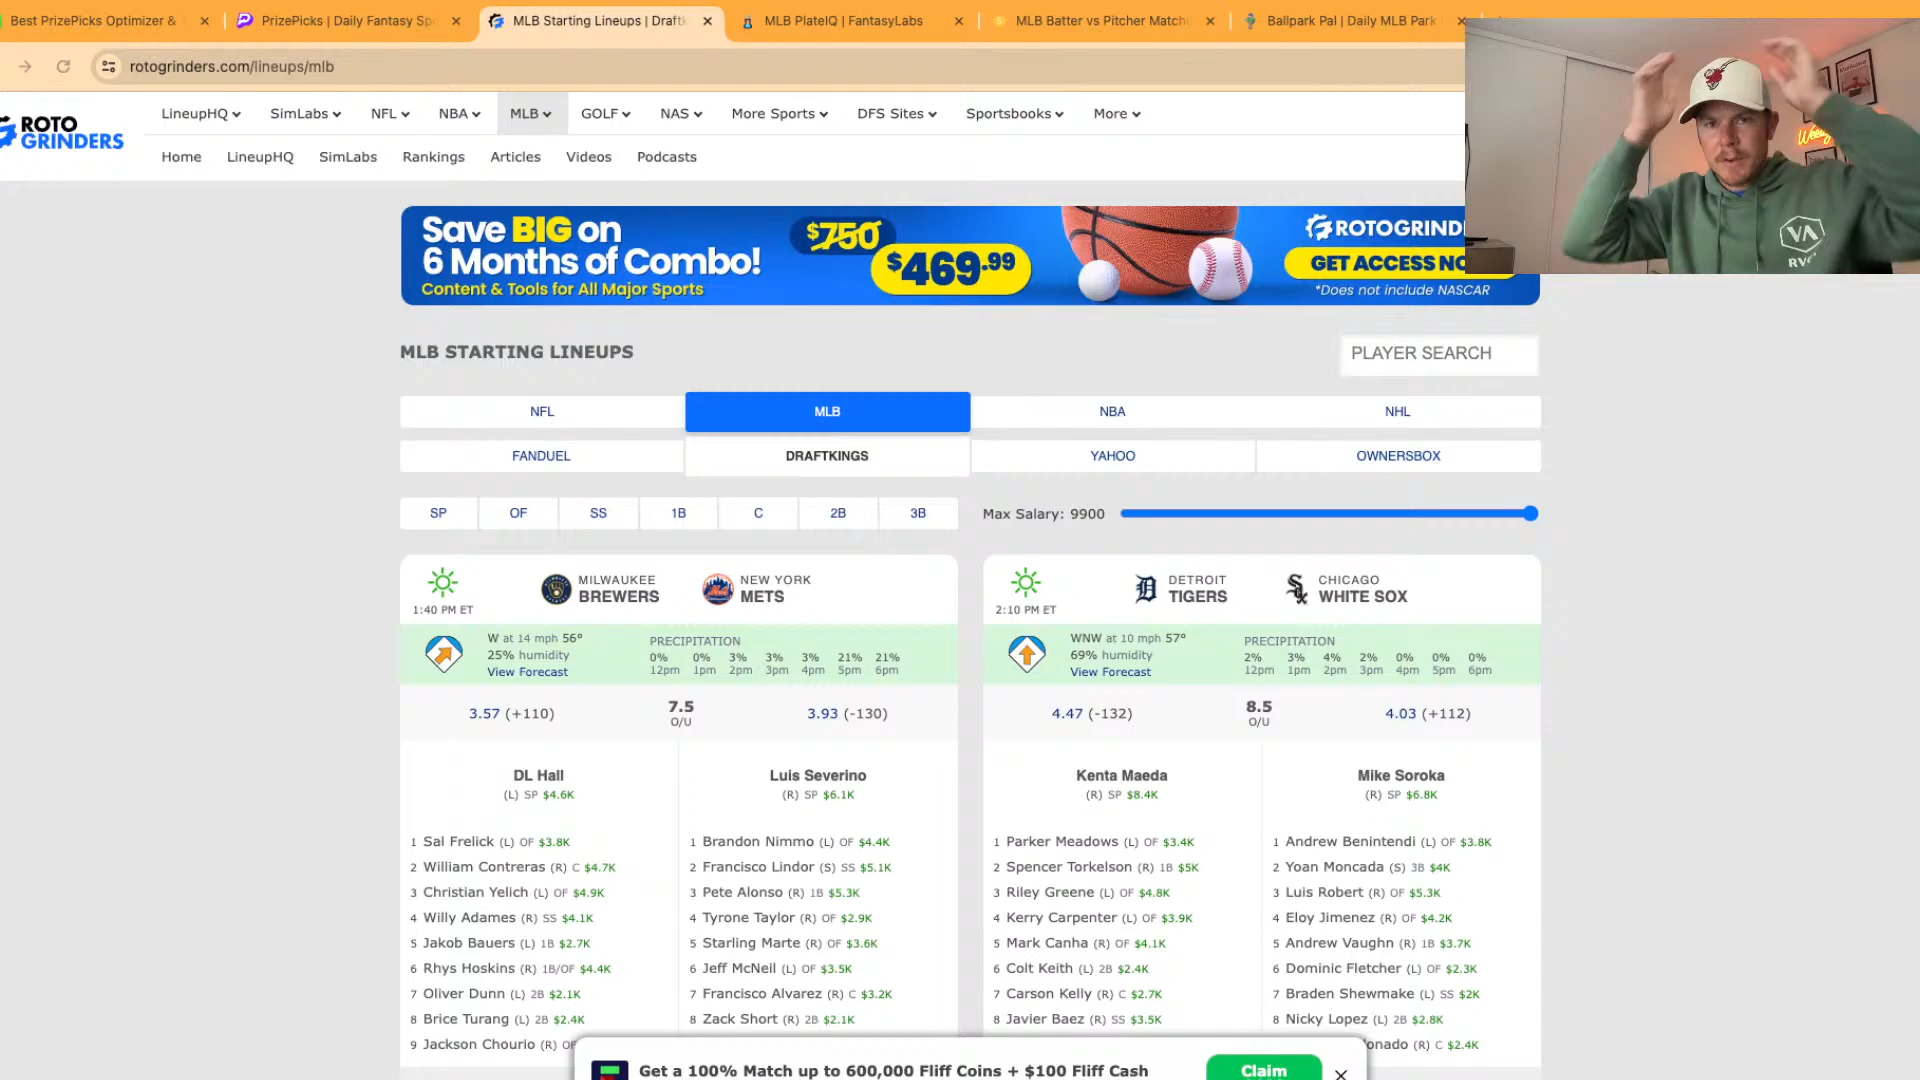 Best PrizePicks Optimizer &
PrizePicks | Daily Fantasy Sp
MLB Starting Lineups | Draftk
MLB PlateIQ | FantasyLabs
MLB Batter vs Pitcher Match
Ballpark Pal | Daily MLB Park
rotogrinders.com/lineups/mlb
ROTO
GRINDERS
LineupHQ SimLabs NFL NBA MLB GOLF NAS More Sports DFS Sites Sportsbooks More
Home LineupHQ SimLabs Rankings Articles Videos Podcasts
VA
Save BIG on
6 Months of Combo!
Content & Tools for All Major Sports
$750
$469.99
ROTOGRIND
GET ACCESS NO
*Does not include NASCAR
MLB STARTING LINEUPS
PLAYER SEARCH
NFL MLB NBA NHL
FANDUEL DRAFTKINGS YAHOO OWNERSBOX
SP OF SS 1B C 2B 3B
Max Salary: 9900
1:40 PM ET
MILWAUKEE
BREWERS
NEW YORK
METS
W at 14 mph 56°
25% humidity
View Forecast
PRECIPITATION
0% 0% 3% 3% 3% 21% 21%
12pm 1pm 2pm 3pm 4pm 5pm 6pm
3.57 (+110)
7.5
O/U
3.93 (-130)
DL Hall
(L) SP $4.6K
1 Sal Frelick (L) OF $3.8K
2 William Contreras (R) C $4.7K
3 Christian Yelich (L) OF $4.9K
4 Willy Adames (R) SS $4.1K
5 Jakob Bauers (L) 1B $2.7K
6 Rhys Hoskins (R) 1B/OF $4.4K
7 Oliver Dunn (L) 2B $2.1K
8 Brice Turang (L) 2B $2.4K
9 Jackson Chourio (R)
Luis Severino
(R) SP $6.1K
1 Brandon Nimmo (L) OF $4.4K
2 Francisco Lindor (S) SS $5.1K
3 Pete Alonso (R) 1B $5.3K
4 Tyrone Taylor (R) OF $2.9K
5 Starling Marte (R) OF $3.6K
6 Jeff McNeil (L) OF $3.5K
7 Francisco Alvarez (R) C $3.2K
8 Zack Short (R) 2B $2.1K
2:10 PM ET
DETROIT
TIGERS
CHICAGO
WHITE SOX
WNW at 10 mph 57°
69% humidity
View Forecast
PRECIPITATION
2% 3% 4% 2% 0% 0% 0%
12pm 1pm 2pm 3pm 4pm 5pm 6pm
4.47 (-132)
8.5
O/U
4.03 (+112)
Kenta Maeda
(R) SP $8.4K
1 Parker Meadows (L) OF $3.4K
2 Spencer Torkelson (R) 1B $5K
3 Riley Greene (L) OF $4.8K
4 Kerry Carpenter (L) OF $3.9K
5 Mark Canha (R) OF $4.1K
6 Colt Keith (L) 2B $2.4K
7 Carson Kelly (R) C $2.7K
8 Javier Baez (R) SS $3.5K
Mike Soroka
(R) SP $6.8K
1 Andrew Benintendi (L) OF $3.8K
2 Yoan Moncada (S) 3B $4K
3 Luis Robert (R) OF $5.3K
4 Eloy Jimenez (R) OF $4.2K
5 Andrew Vaughn (R) 1B $3.7K
6 Dominic Fletcher (L) OF $2.3K
7 Braden Shewmake (L) SS $2K
8 Nicky Lopez (L) 2B $2.8K
onado (R) C $2.4K
Get a 100% Match up to 600,000 Fliff Coins + $100 Fliff Cash
Claim